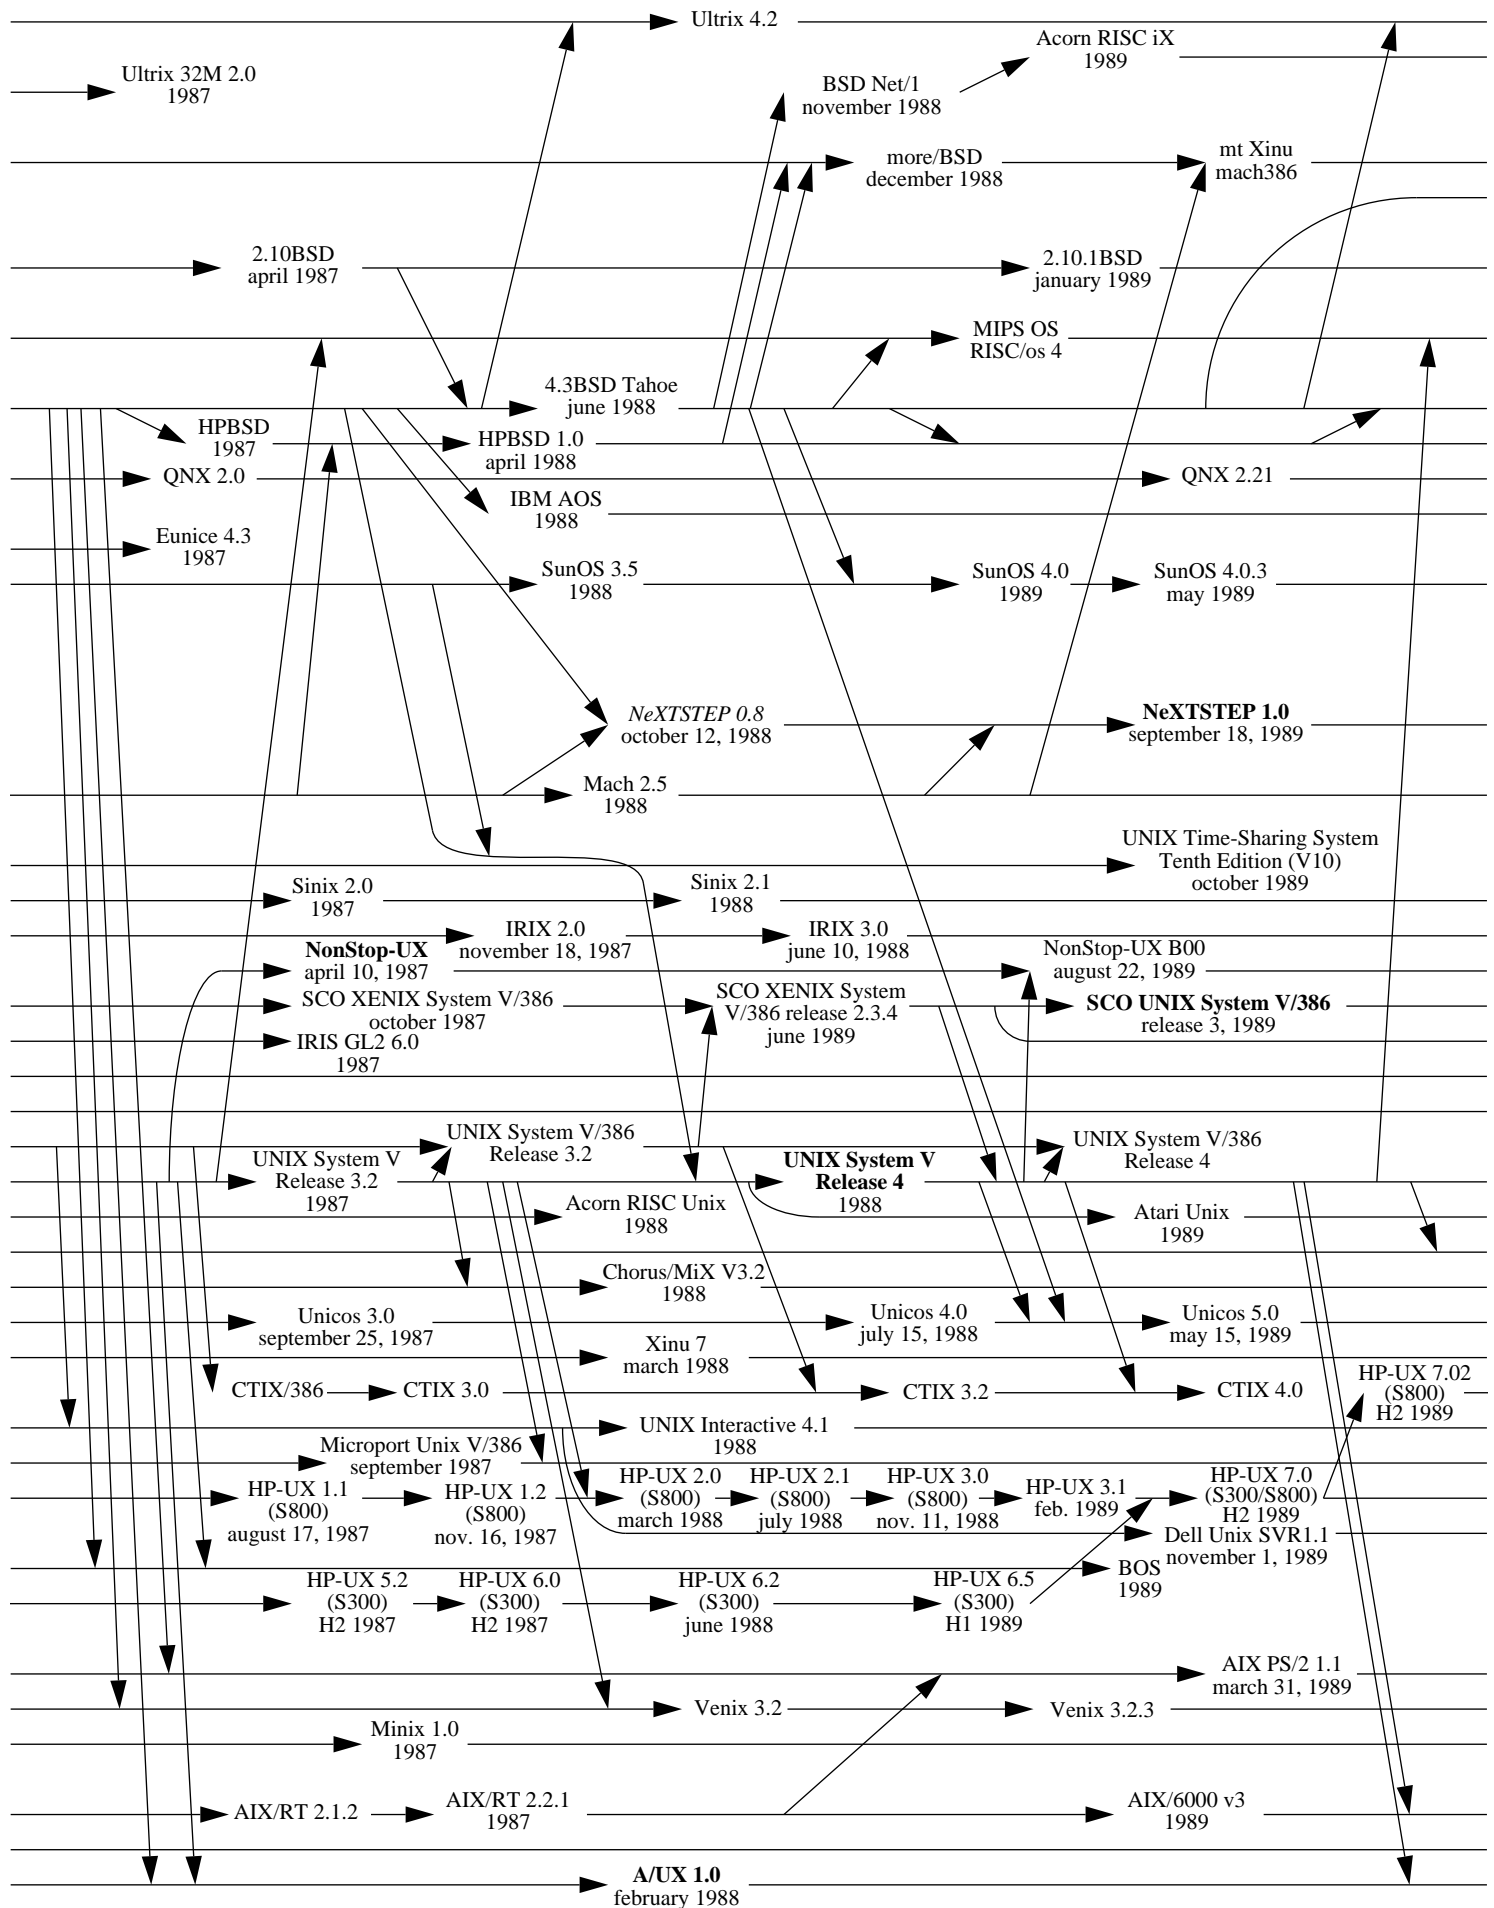 Ultrix 4.2
Acorn RISC iX
1989
Ultrix 32M 2.0
1987
BSD Net/1
november 1988
more/BSD
december 1988
mt Xinu
mach386
2.10BSD
april 1987
2.10.1BSD
january 1989
MIPS OS
RISC/os 4
4.3BSD Tahoe
june 1988
HPBSD
1987
HPBSD 1.0
april 1988
QNX 2.0
QNX 2.21
IBM AOS
1988
Eunice 4.3
1987
SunOS 3.5
1988
SunOS 4.0
1989
SunOS 4.0.3
may 1989
NeXTSTEP 0.8
october 12, 1988
NeXTSTEP 1.0
september 18, 1989
Mach 2.5
1988
UNIX Time-Sharing System
Tenth Edition (V10)
october 1989
Sinix 2.0
1987
Sinix 2.1
1988
IRIX 2.0
november 18, 1987
IRIX 3.0
june 10, 1988
NonStop-UX
april 10, 1987
NonStop-UX B00
august 22, 1989
SCO XENIX System V/386
october 1987
SCO XENIX System
V/386 release 2.3.4
june 1989
SCO UNIX System V/386
release 3, 1989
IRIS GL2 6.0
1987
UNIX System V/386
Release 3.2
UNIX System V/386
Release 4
UNIX System V
Release 3.2
1987
UNIX System V
Release 4
1988
Acorn RISC Unix
1988
Atari Unix
1989
Chorus/MiX V3.2
1988
Unicos 3.0
september 25, 1987
Unicos 4.0
july 15, 1988
Unicos 5.0
may 15, 1989
Xinu 7
march 1988
CTIX/386
CTIX 3.0
CTIX 3.2
CTIX 4.0
HP-UX 7.02
(S800)
H2 1989
UNIX Interactive 4.1
1988
Microport Unix V/386
september 1987
HP-UX 1.1
(S800)
august 17, 1987
HP-UX 1.2
(S800)
nov. 16, 1987
HP-UX 2.0
(S800)
march 1988
HP-UX 2.1
(S800)
july 1988
HP-UX 3.0
(S800)
nov. 11, 1988
HP-UX 3.1
feb. 1989
HP-UX 7.0
(S300/S800)
H2 1989
Dell Unix SVR1.1
november 1, 1989
BOS
1989
HP-UX 5.2
(S300)
H2 1987
HP-UX 6.0
(S300)
H2 1987
HP-UX 6.2
(S300)
june 1988
HP-UX 6.5
(S300)
H1 1989
AIX PS/2 1.1
march 31, 1989
Venix 3.2
Venix 3.2.3
Minix 1.0
1987
AIX/RT 2.1.2
AIX/RT 2.2.1
1987
AIX/6000 v3
1989
A/UX 1.0
february 1988